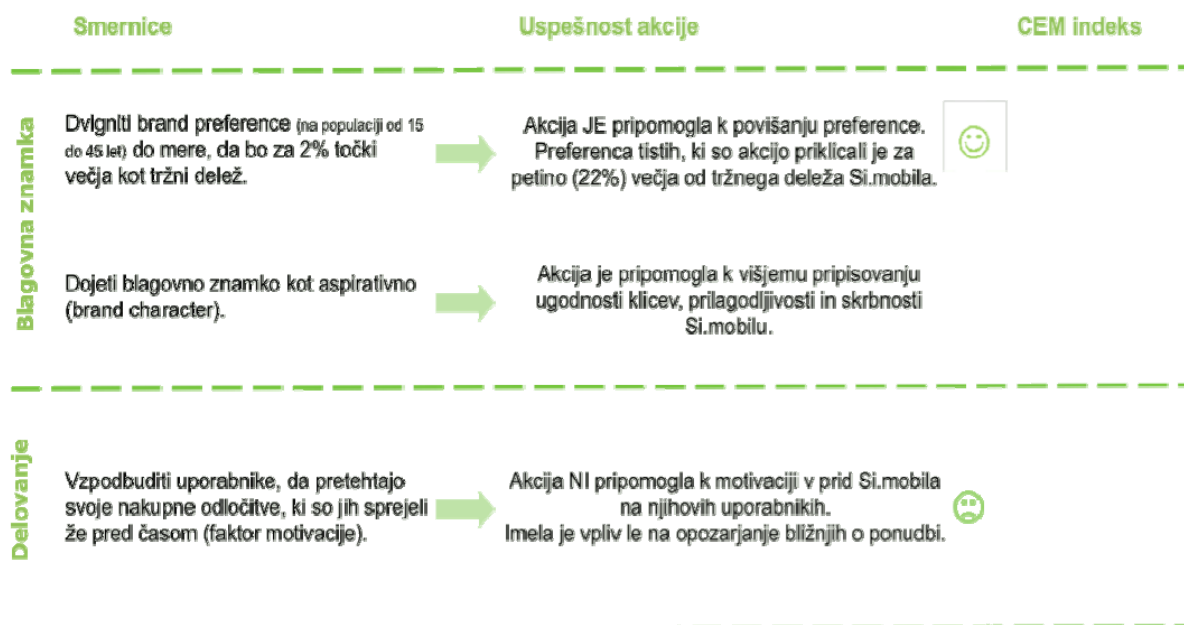 Smernice
Uspešnost akcije
CEM indeks
Blagovna znamka
Dvigniti brand preference (na populaciji od 15
do 45 let) do mere, da bo za 2% točki
večja kot tržni delež.
Akcija JE pripomogla k povišanju preference.
Preferenca tistih, ki so akcijo priklicali je za
petino (22%) večja od tržnega deleža Si.mobila.
Dojeti blagovno znamko kot aspirativno
(brand character).
Akcija je pripomogla k višjemu pripisovanju
ugodnosti klicev, prilagodljivosti in skrbnosti
Si.mobilu.
Delovanje
Vzpodbuditi uporabnike, da pretehtajo
svoje nakupne odločitve, ki so jih sprejeli
že pred časom (faktor motivacije).
Akcija NI pripomogla k motivaciji v prid Si.mobila
na njihovih uporabnikih.
Imela je vpliv le na opozarjanje bližnjih o ponudbi.